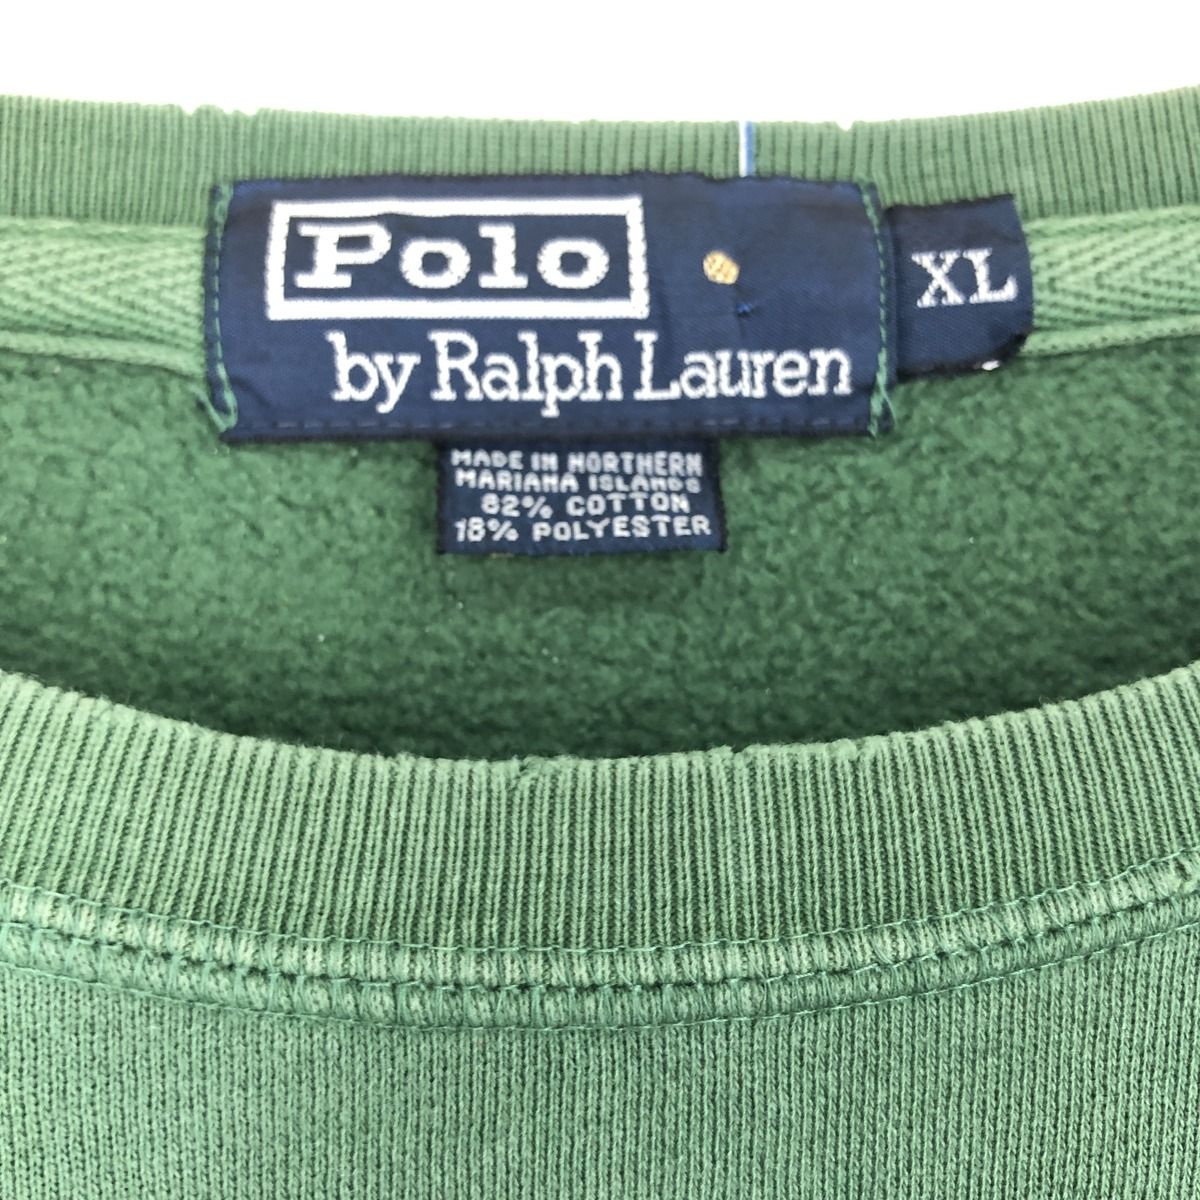 Polo
by Ralph Lauren
XL
MADE IN NORTHERN
MARIANA ISLANDS
82% COTTON
18% POLYESTER